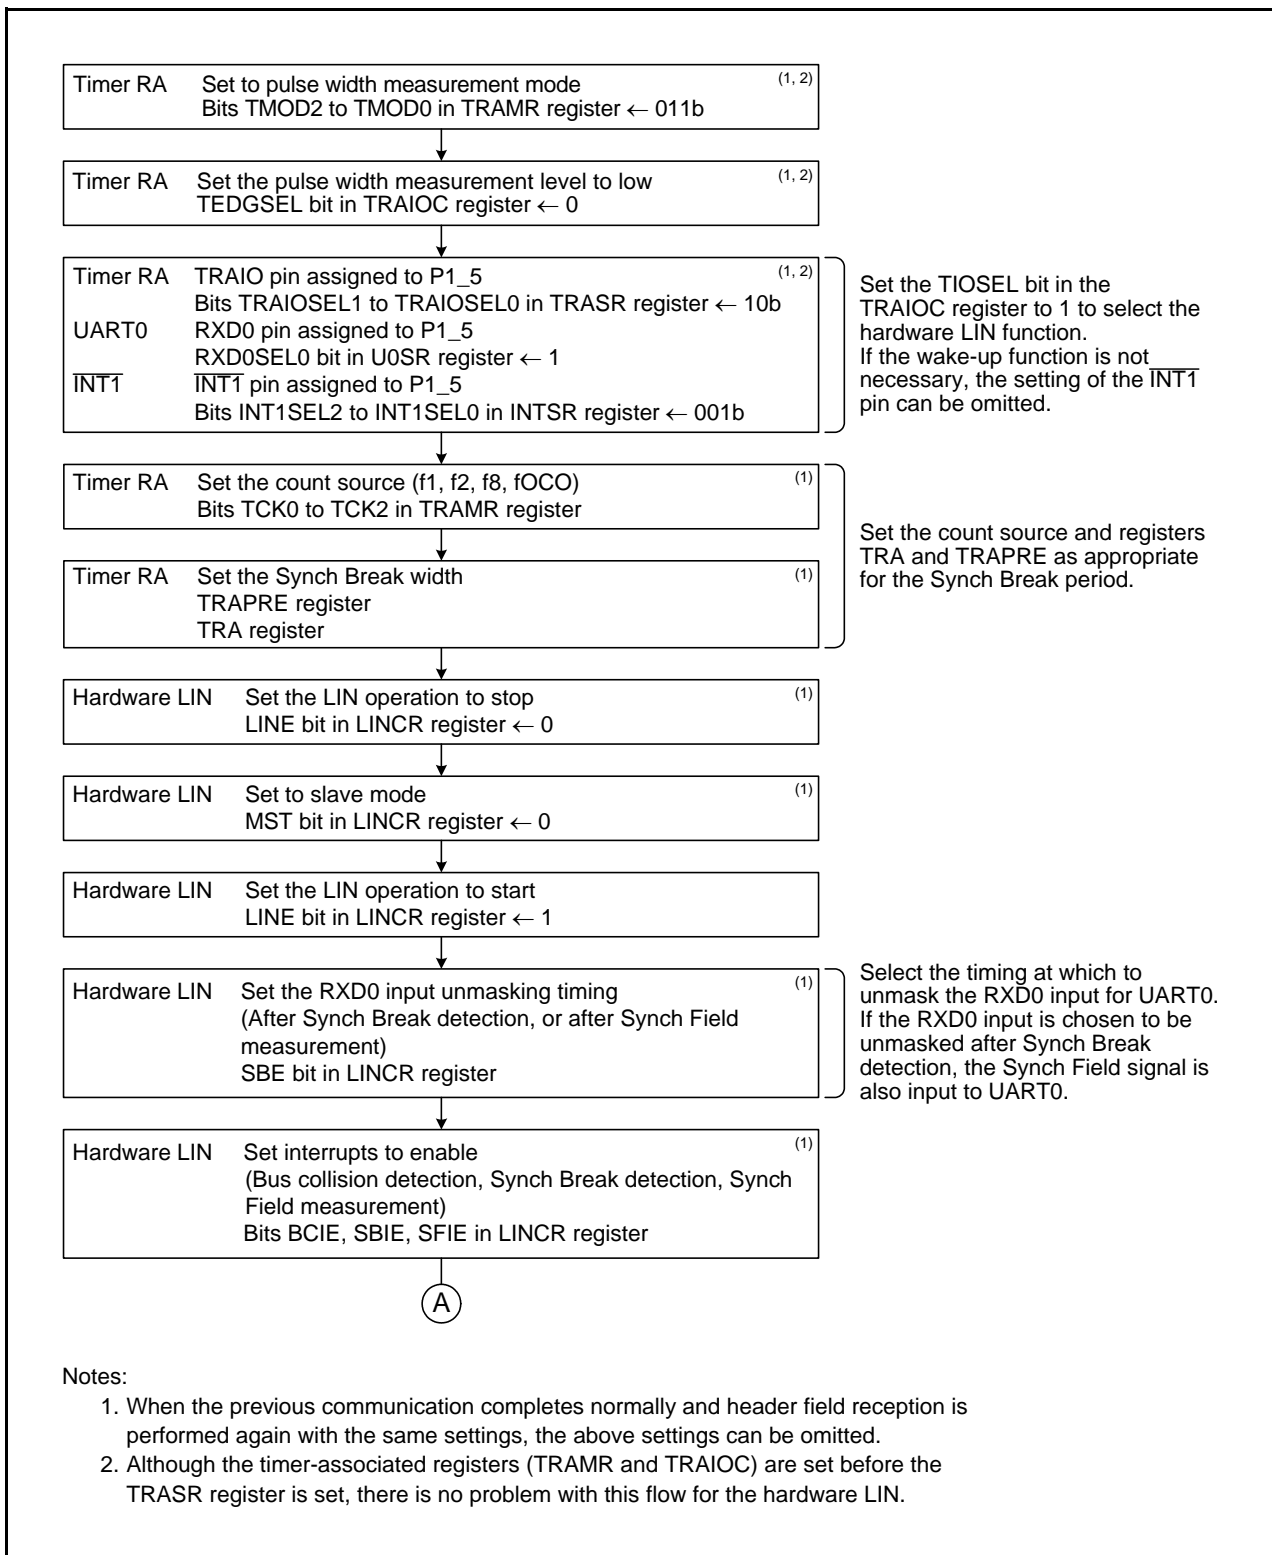 Timer RA Set to pulse width measurement mode (1, 2)
Bits TMOD2 to TMOD0 in TRAMR register ← 011b
Timer RA Set the pulse width measurement level to low (1, 2)
TEDGSEL bit in TRAIOC register ← 0
Timer RA TRAIO pin assigned to P1_5 (1, 2)
Bits TRAIOSEL1 to TRAIOSEL0 in TRASR register ← 10b
UART0 RXD0 pin assigned to P1_5
RXD0SEL0 bit in U0SR register ← 1
INT1 INT1 pin assigned to P1_5
Bits INT1SEL2 to INT1SEL0 in INTSR register ← 001b
Set the TIOSEL bit in the
TRAIOC register to 1 to select the
hardware LIN function.
If the wake-up function is not
necessary, the setting of the INT1
pin can be omitted.
Timer RA Set the count source (f1, f2, f8, fOCO) (1)
Bits TCK0 to TCK2 in TRAMR register
Timer RA Set the Synch Break width (1)
TRAPRE register
TRA register
Set the count source and registers
TRA and TRAPRE as appropriate
for the Synch Break period.
Hardware LIN Set the LIN operation to stop (1)
LINE bit in LINCR register ← 0
Hardware LIN Set to slave mode (1)
MST bit in LINCR register ← 0
Hardware LIN Set the LIN operation to start
LINE bit in LINCR register ← 1
Hardware LIN Set the RXD0 input unmasking timing (1)
(After Synch Break detection, or after Synch Field
measurement)
SBE bit in LINCR register
Select the timing at which to
unmask the RXD0 input for UART0.
If the RXD0 input is chosen to be
unmasked after Synch Break
detection, the Synch Field signal is
also input to UART0.
Hardware LIN Set interrupts to enable (1)
(Bus collision detection, Synch Break detection, Synch
Field measurement)
Bits BCIE, SBIE, SFIE in LINCR register
A
Notes:
1. When the previous communication completes normally and header field reception is
performed again with the same settings, the above settings can be omitted.
2. Although the timer-associated registers (TRAMR and TRAIOC) are set before the
TRASR register is set, there is no problem with this flow for the hardware LIN.